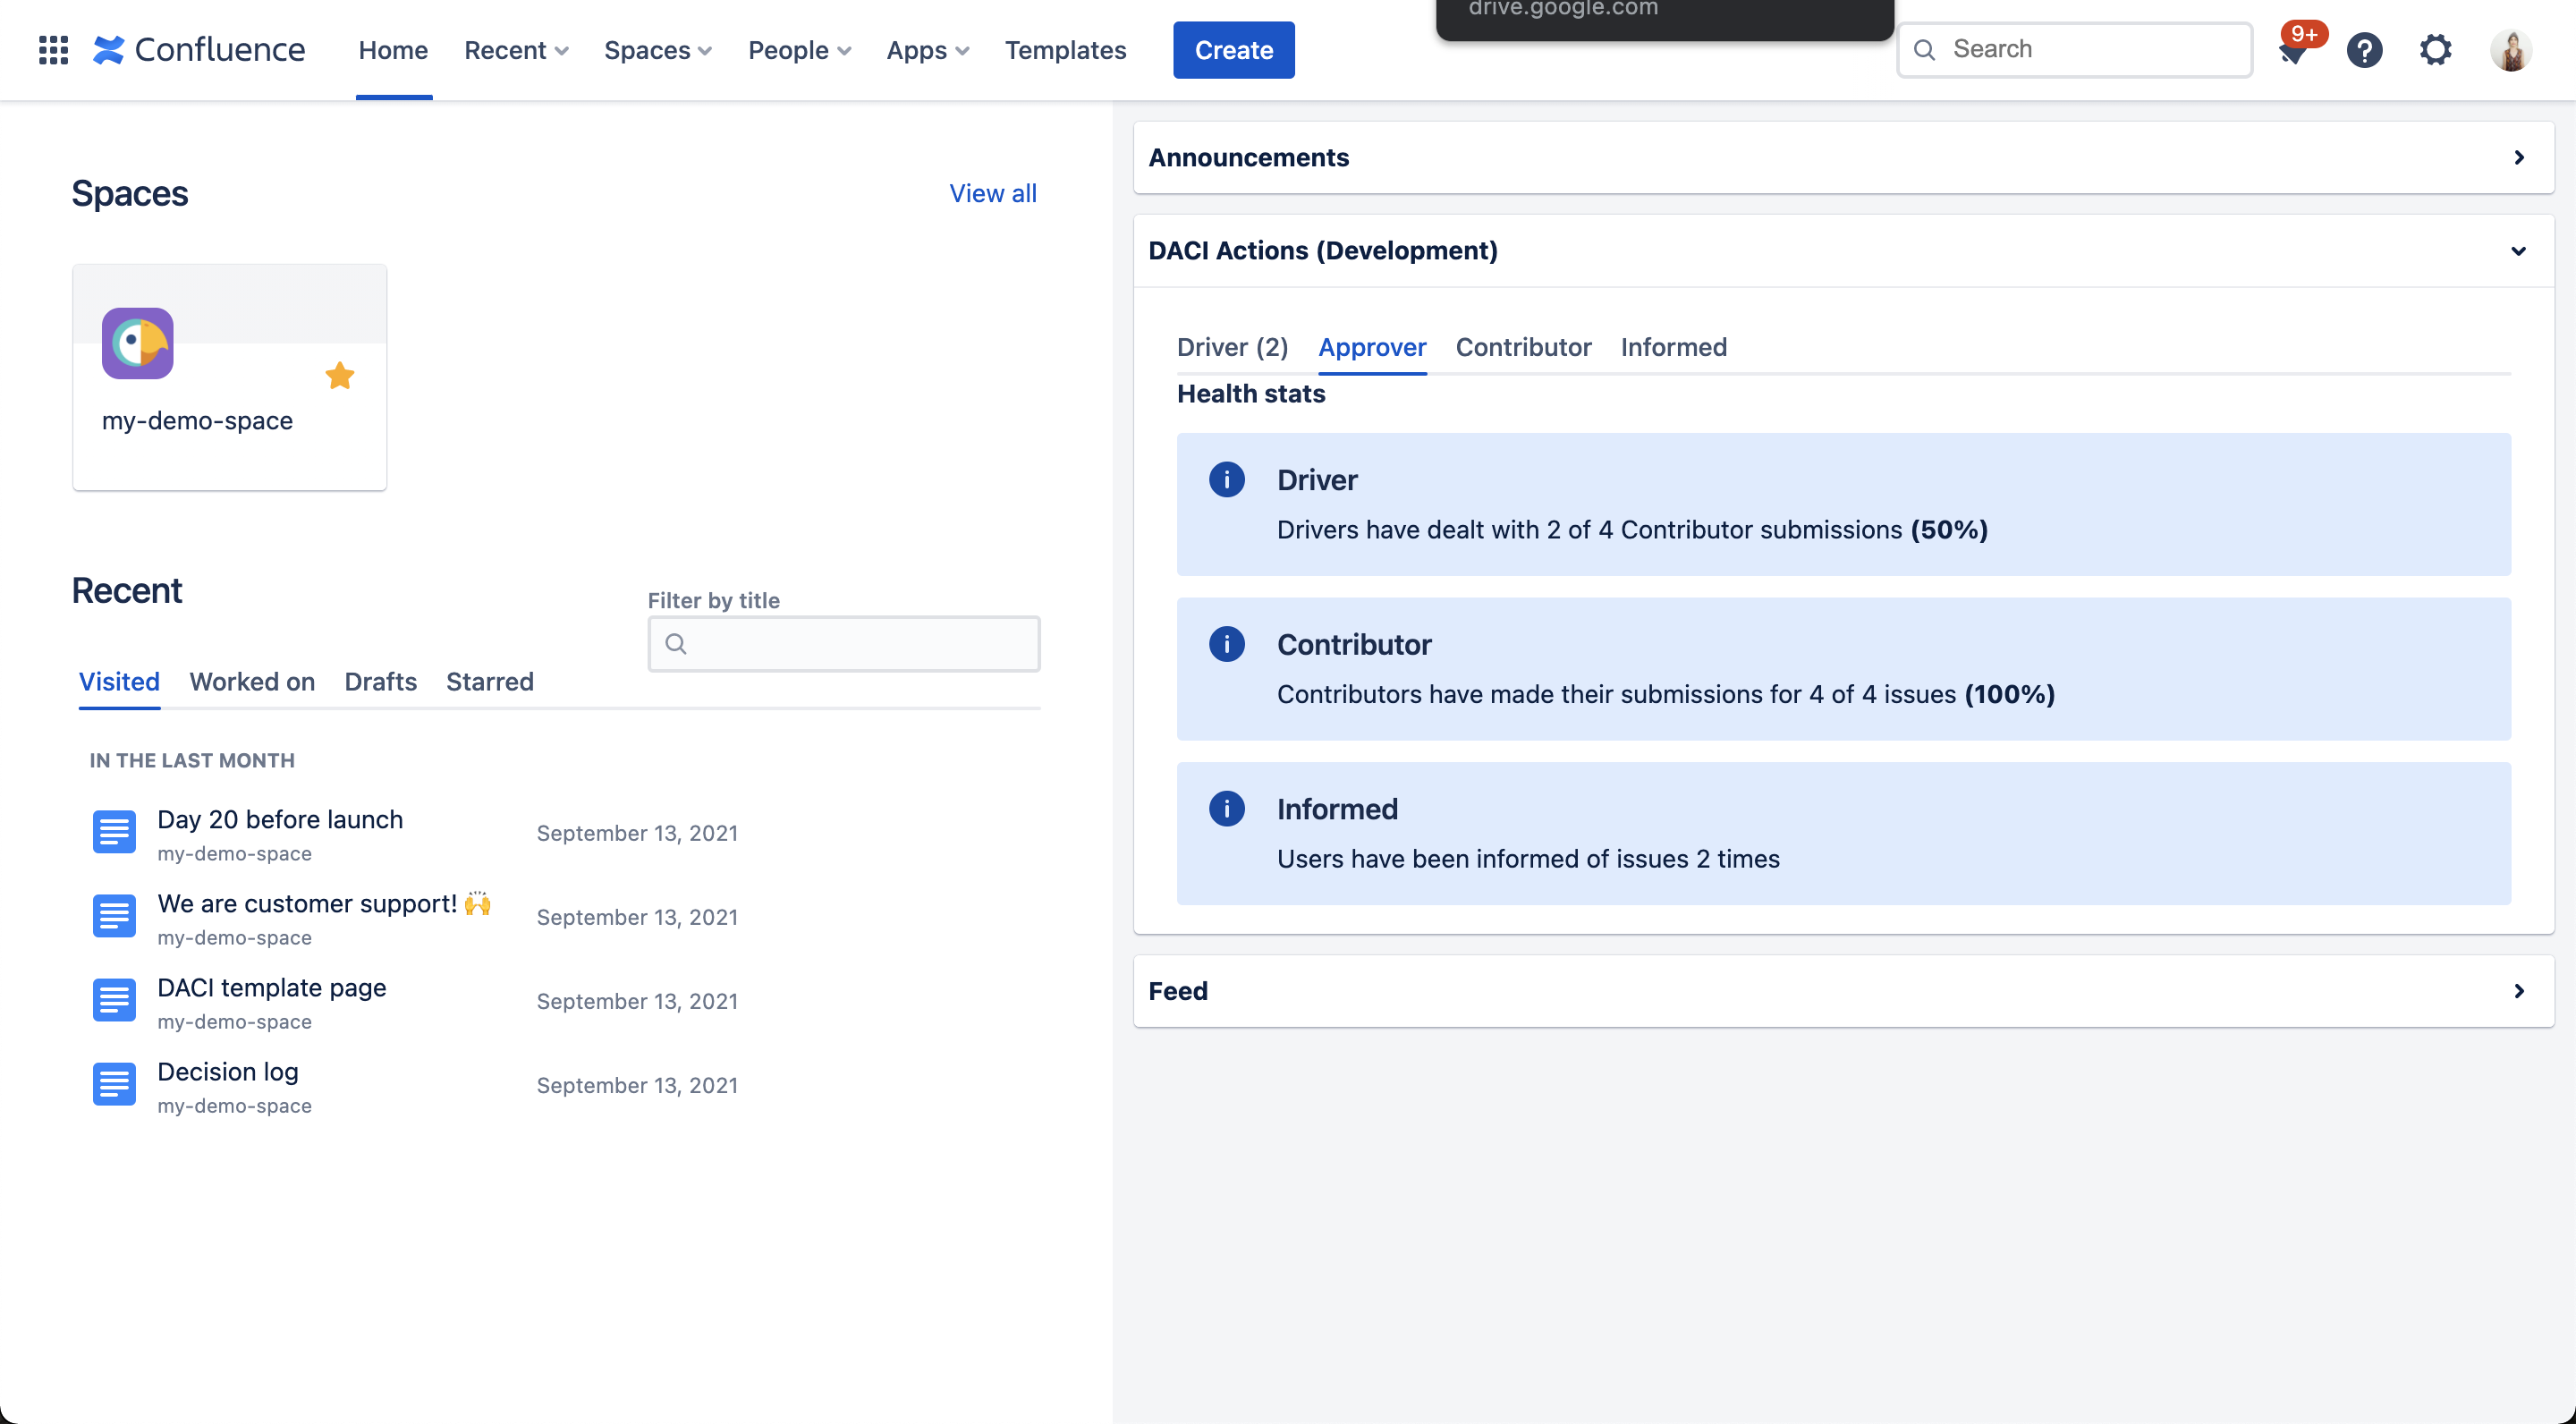 drive.google.com
Confluence Home Recent Spaces People Apps Templates Create Search 9+
Spaces View all
my-demo-space
Recent
Filter by title
Visited Worked on Drafts Starred
IN THE LAST MONTH
Day 20 before launch September 13, 2021
my-demo-space
We are customer support! 🙌 September 13, 2021
my-demo-space
DACI template page September 13, 2021
my-demo-space
Decision log September 13, 2021
my-demo-space
Announcements
DACI Actions (Development)
Driver (2) Approver Contributor Informed
Health stats
Driver
Drivers have dealt with 2 of 4 Contributor submissions (50%)
Contributor
Contributors have made their submissions for 4 of 4 issues (100%)
Informed
Users have been informed of issues 2 times
Feed